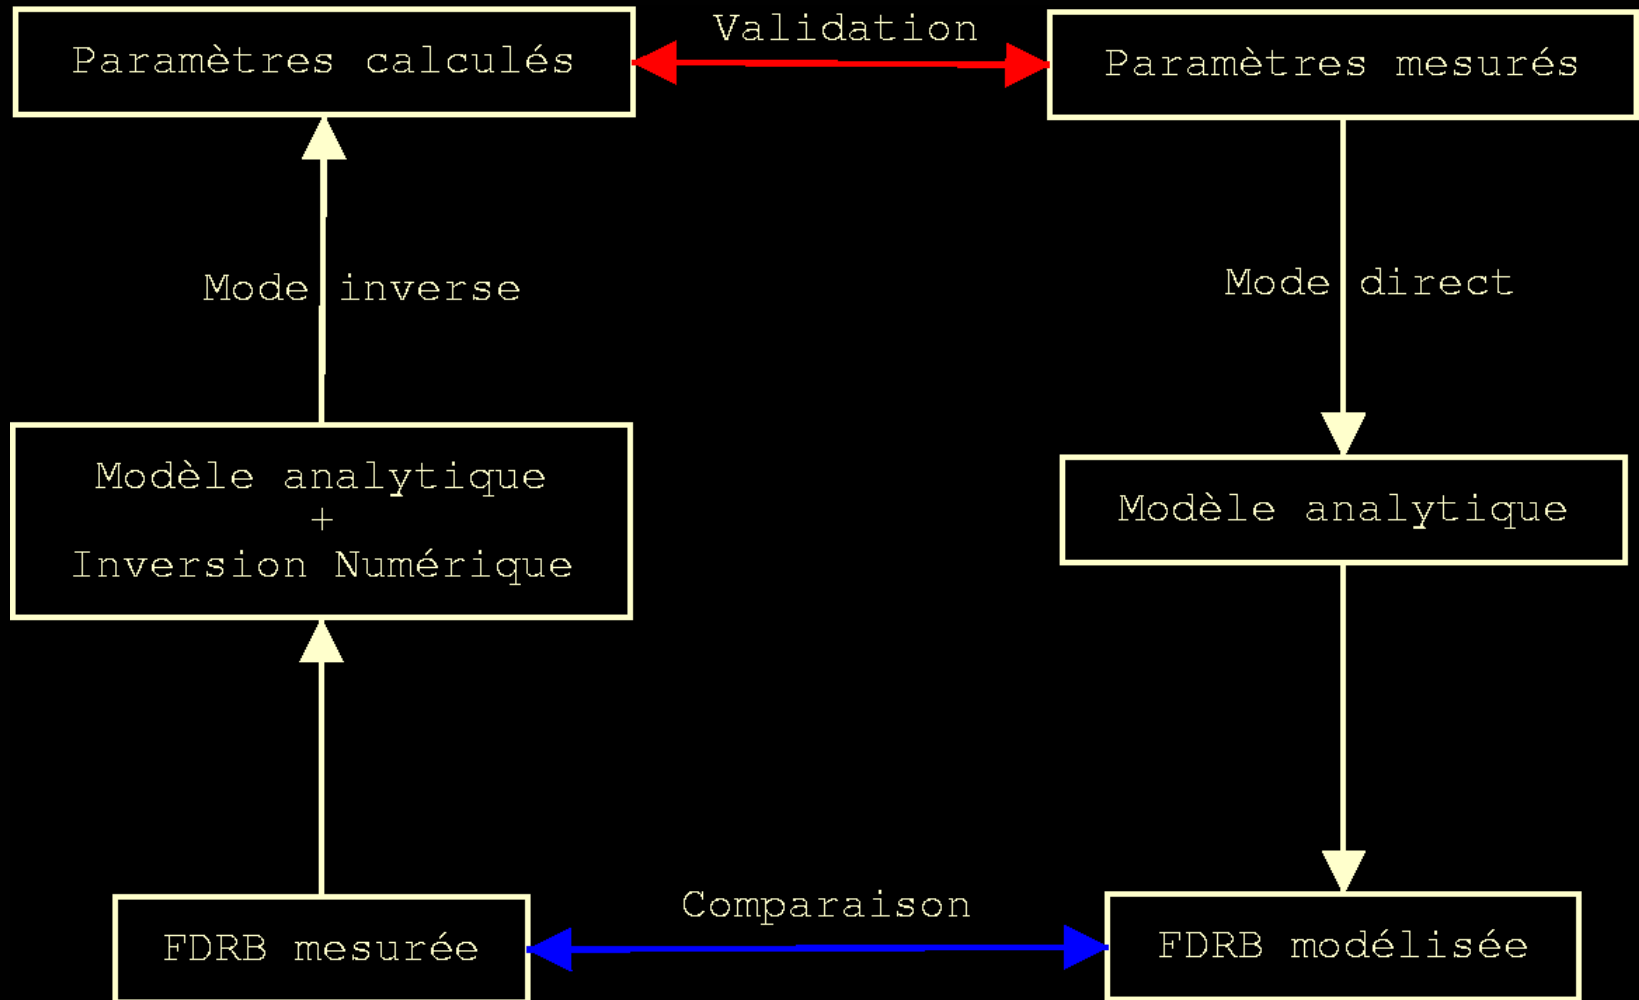 Validation
Paramètres calculés
Paramètres mesurés
Mode inverse
Mode direct
Modèle analytique
+
Inversion Numérique
Modèle analytique
Comparaison
FDRB mesurée
FDRB modélisée